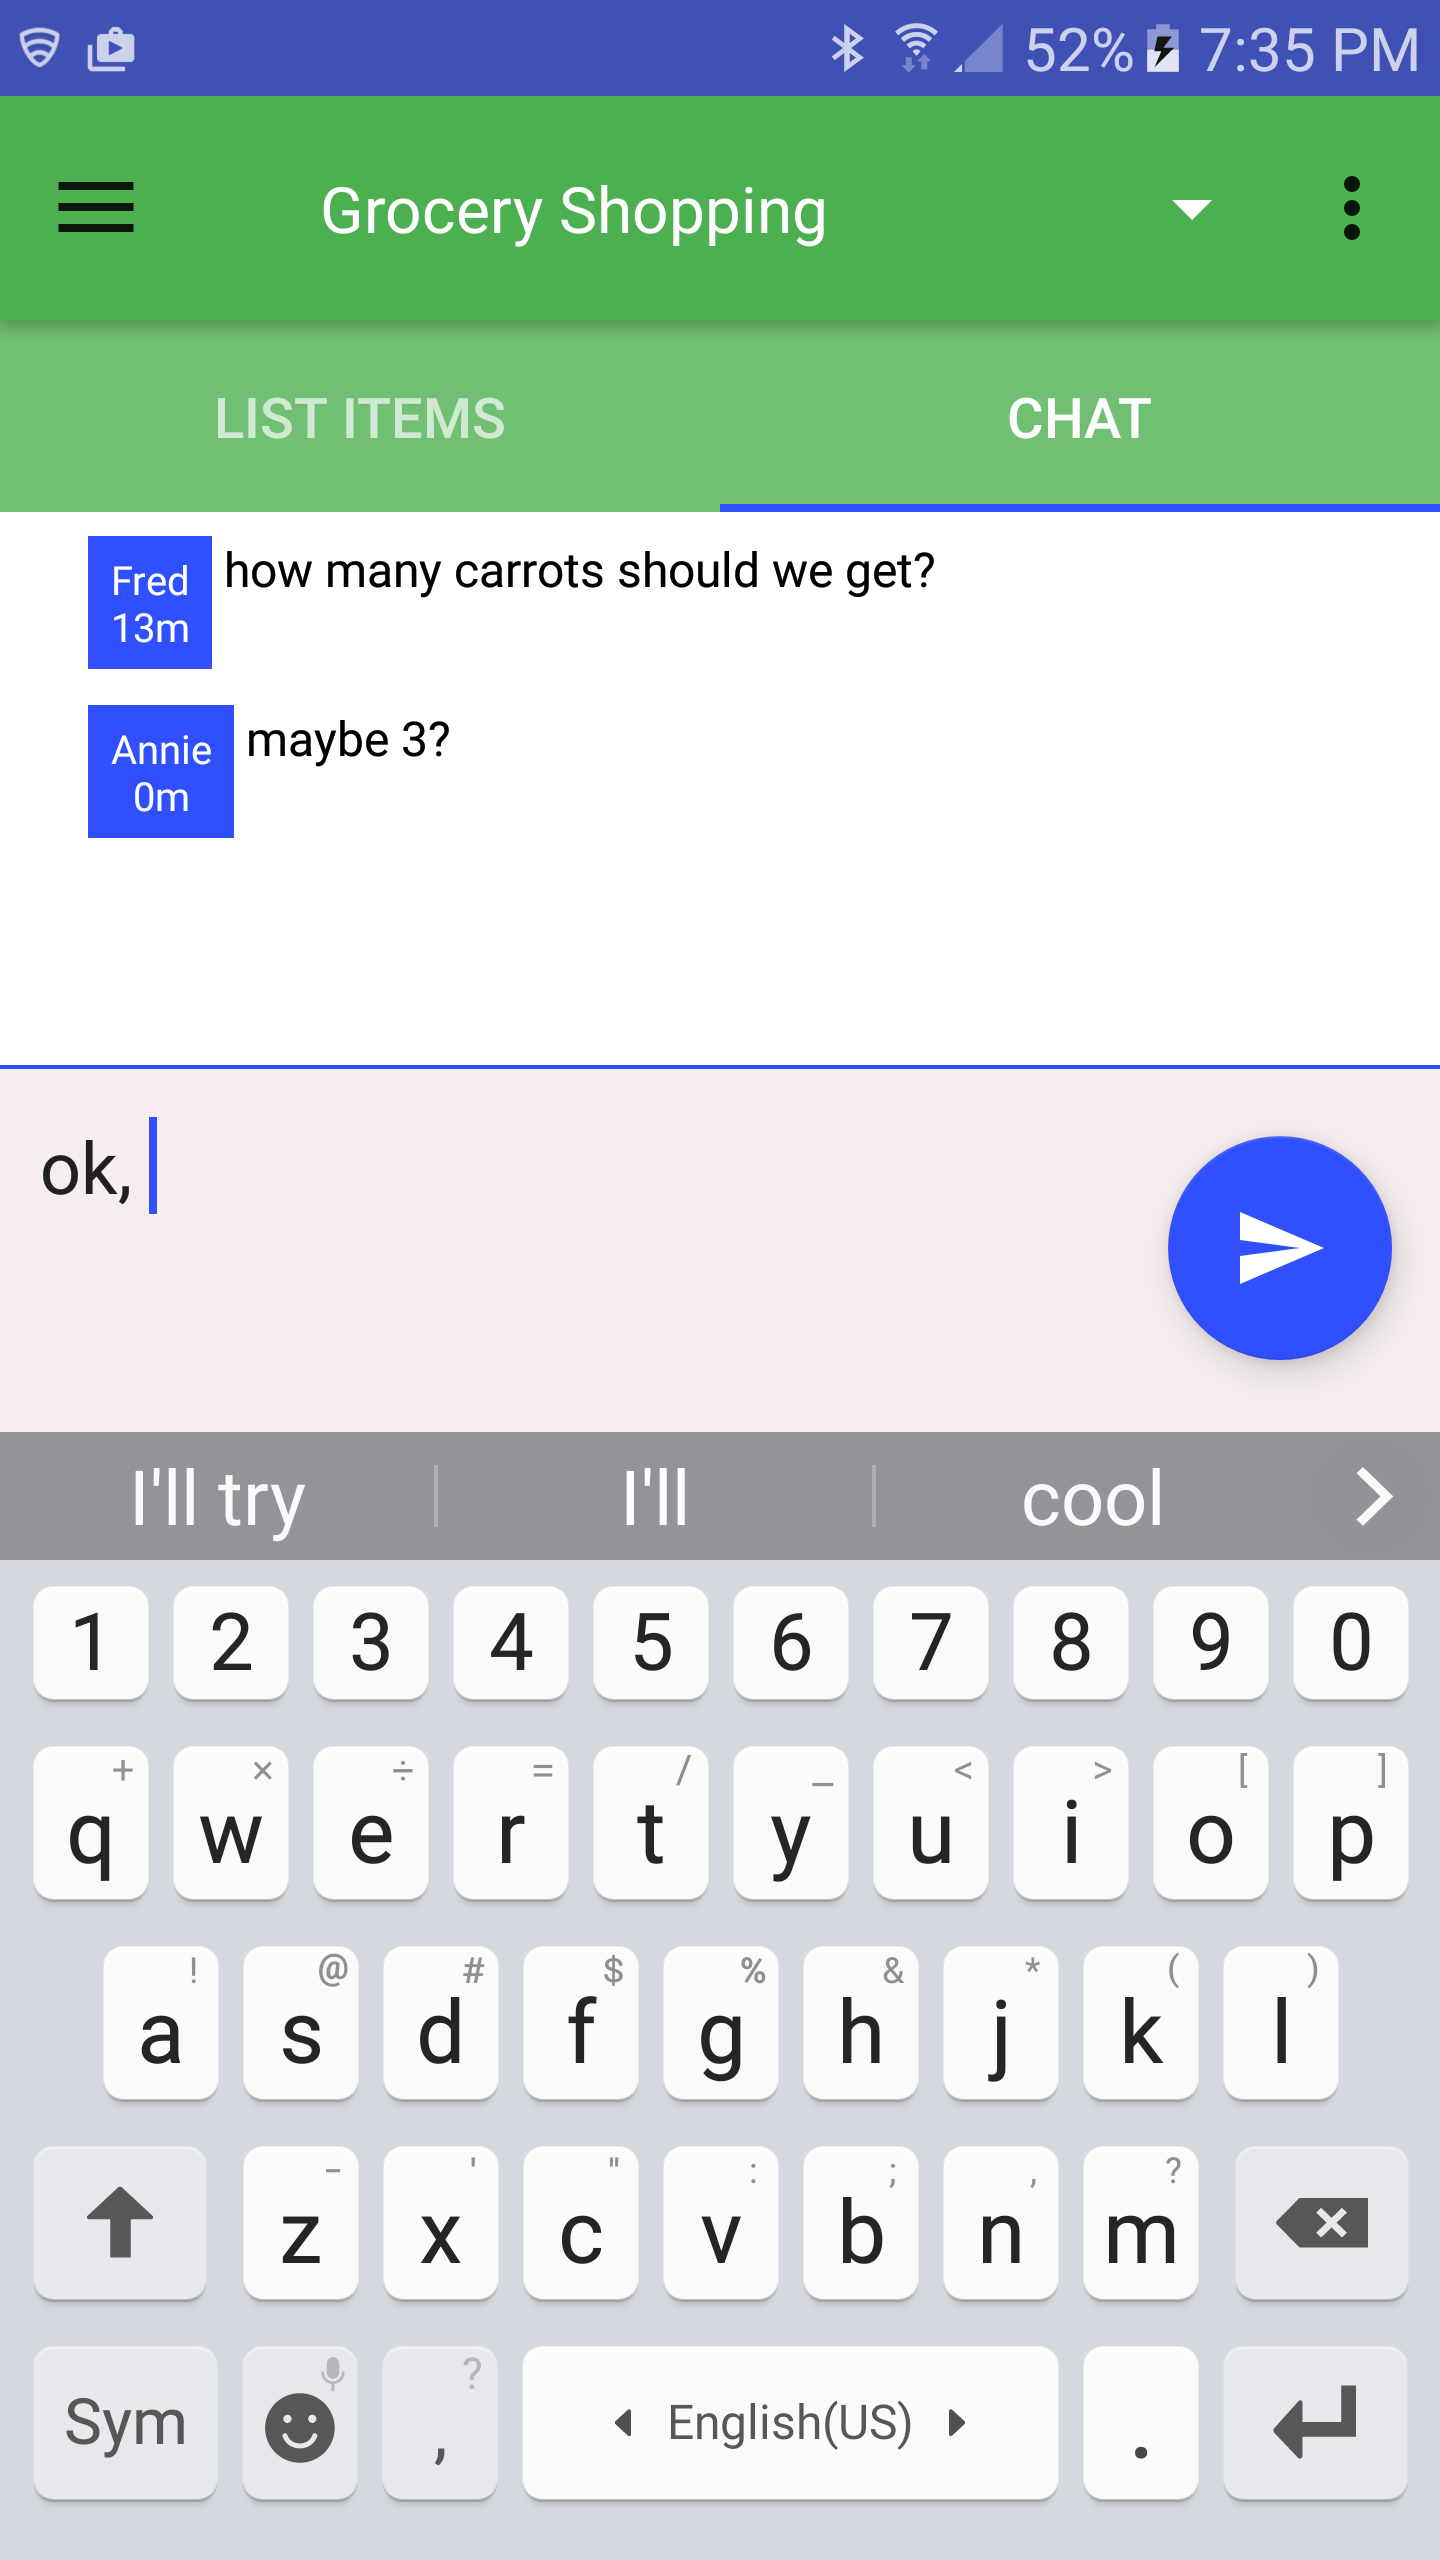 52% 7:35 PM
Grocery Shopping
LIST ITEMS CHAT
Fred how many carrots should we get?
13m
Annie maybe 3?
0m
ok,
I'll try I'll cool
1 2 3 4 5 6 7 8 9 0
+ × ÷ = / _ < > [ ]
q w e r t y u i o p
! @ # $ % & * ( )
a s d f g h j k l
- ' " : ; , ?
z x c v b n m
?
Sym , English(US) .